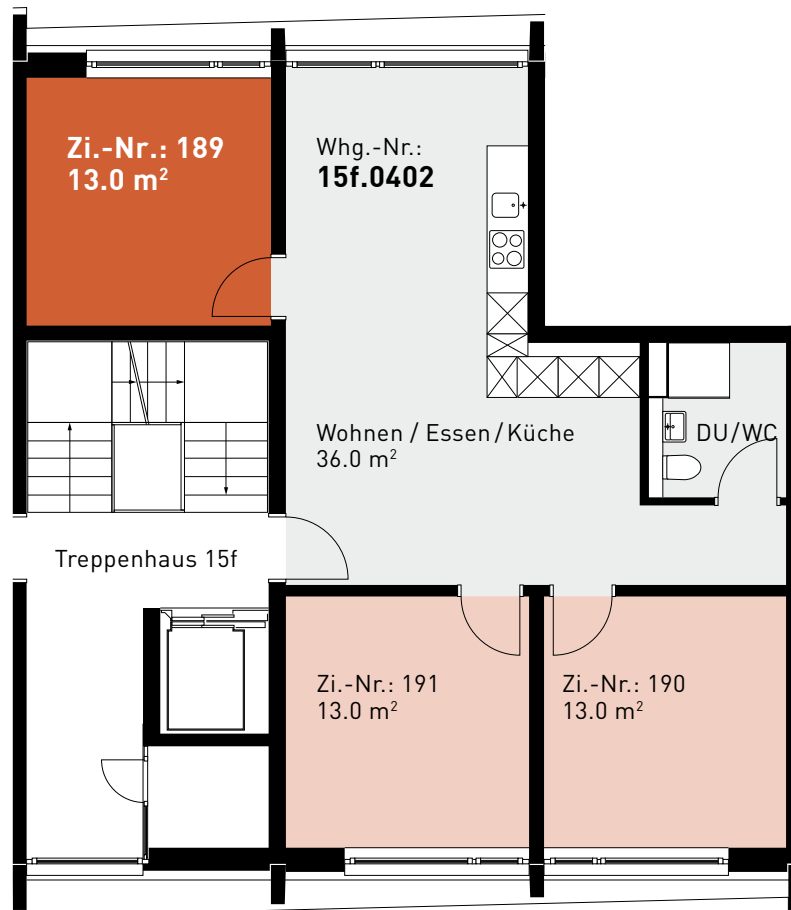 Zi.-Nr.: 189
13.0 m²
Whg.-Nr.:
15f.0402
Wohnen / Essen / Küche
36.0 m²
DU/WC
Treppenhaus 15f
Zi.-Nr.: 191
13.0 m²
Zi.-Nr.: 190
13.0 m²